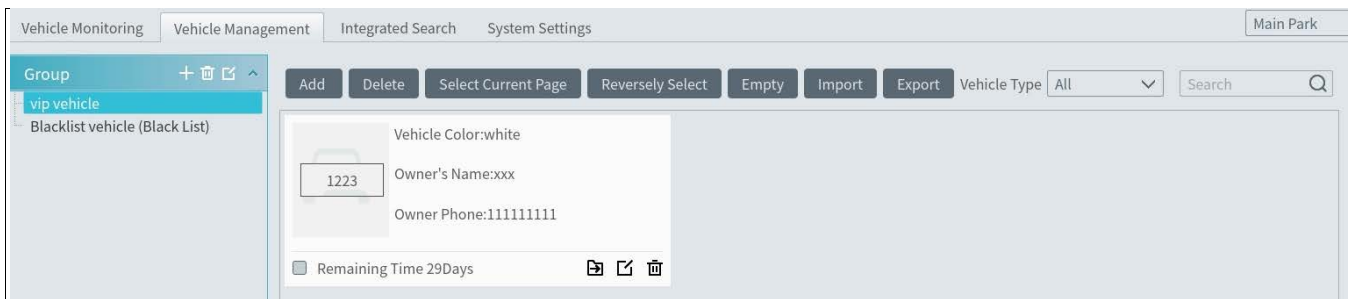 Vehicle Monitoring Vehicle Management Integrated Search System Settings Main Park
Group
vip vehicle
Blacklist vehicle (Black List)
Add Delete Select Current Page Reversely Select Empty Import Export Vehicle Type All Search
1223
Vehicle Color:white
Owner's Name:xxx
Owner Phone:111111111
Remaining Time 29Days